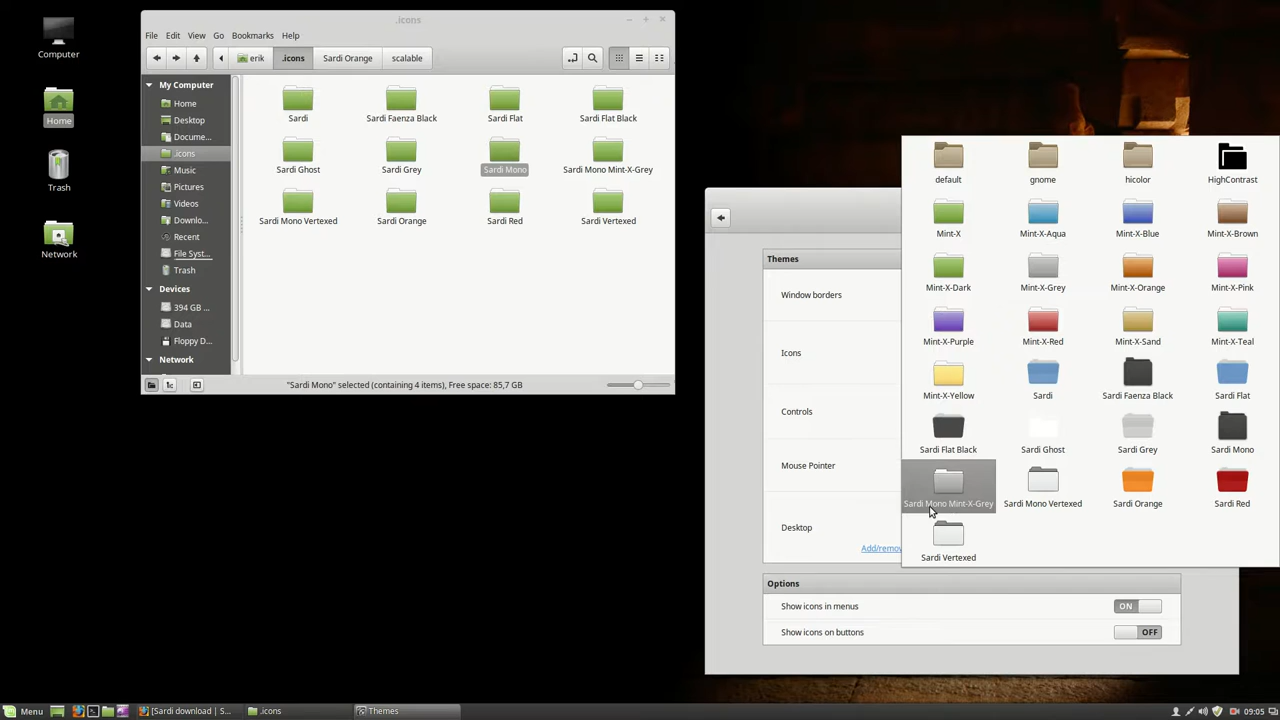 Computer
Home
Trash
Network
.icons
File Edit View Go Bookmarks Help
erik .icons Sardi Orange scalable
My Computer
Home
Desktop
Docume...
.icons
Music
Pictures
Videos
Downlo...
Recent
File Syst...
Trash
Devices
394 GB ...
Data
Floppy D...
Network
Sardi Sardi Faenza Black Sardi Flat Sardi Flat Black
Sardi Ghost Sardi Grey Sardi Mono Sardi Mono Mint-X-Grey
Sardi Mono Vertexed Sardi Orange Sardi Red Sardi Vertexed
"Sardi Mono" selected (containing 4 items), Free space: 85,7 GB
Themes
Window borders
Icons
Controls
Mouse Pointer
Desktop
Add/remov
default gnome hicolor HighContrast
Mint-X Mint-X-Aqua Mint-X-Blue Mint-X-Brown
Mint-X-Dark Mint-X-Grey Mint-X-Orange Mint-X-Pink
Mint-X-Purple Mint-X-Red Mint-X-Sand Mint-X-Teal
Mint-X-Yellow Sardi Sardi Faenza Black Sardi Flat
Sardi Flat Black Sardi Ghost Sardi Grey Sardi Mono
Sardi Mono Mint-X-Grey Sardi Mono Vertexed Sardi Orange Sardi Red
Sardi Vertexed
Options
Show icons in menus ON
Show icons on buttons OFF
Menu [Sardi download | S... .icons Themes 09:05